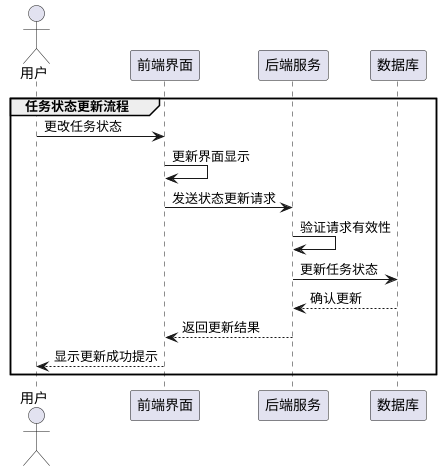 用户
前端界面
后端服务
数据库
任务状态更新流程
更改任务状态
更新界面显示
发送状态更新请求
验证请求有效性
更新任务状态
确认更新
返回更新结果
显示更新成功提示
用户
前端界面
后端服务
数据库